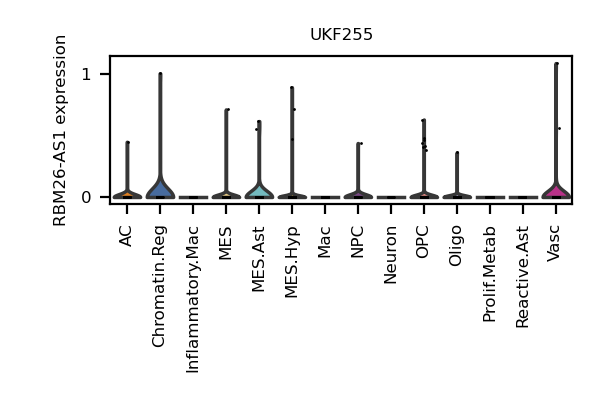 UKF255
RBM26-AS1 expression
1
0
AC
Chromatin.Reg
Inflammatory.Mac
MES
MES.Ast
MES.Hyp
Mac
NPC
Neuron
OPC
Oligo
Prolif.Metab
Reactive.Ast
Vasc